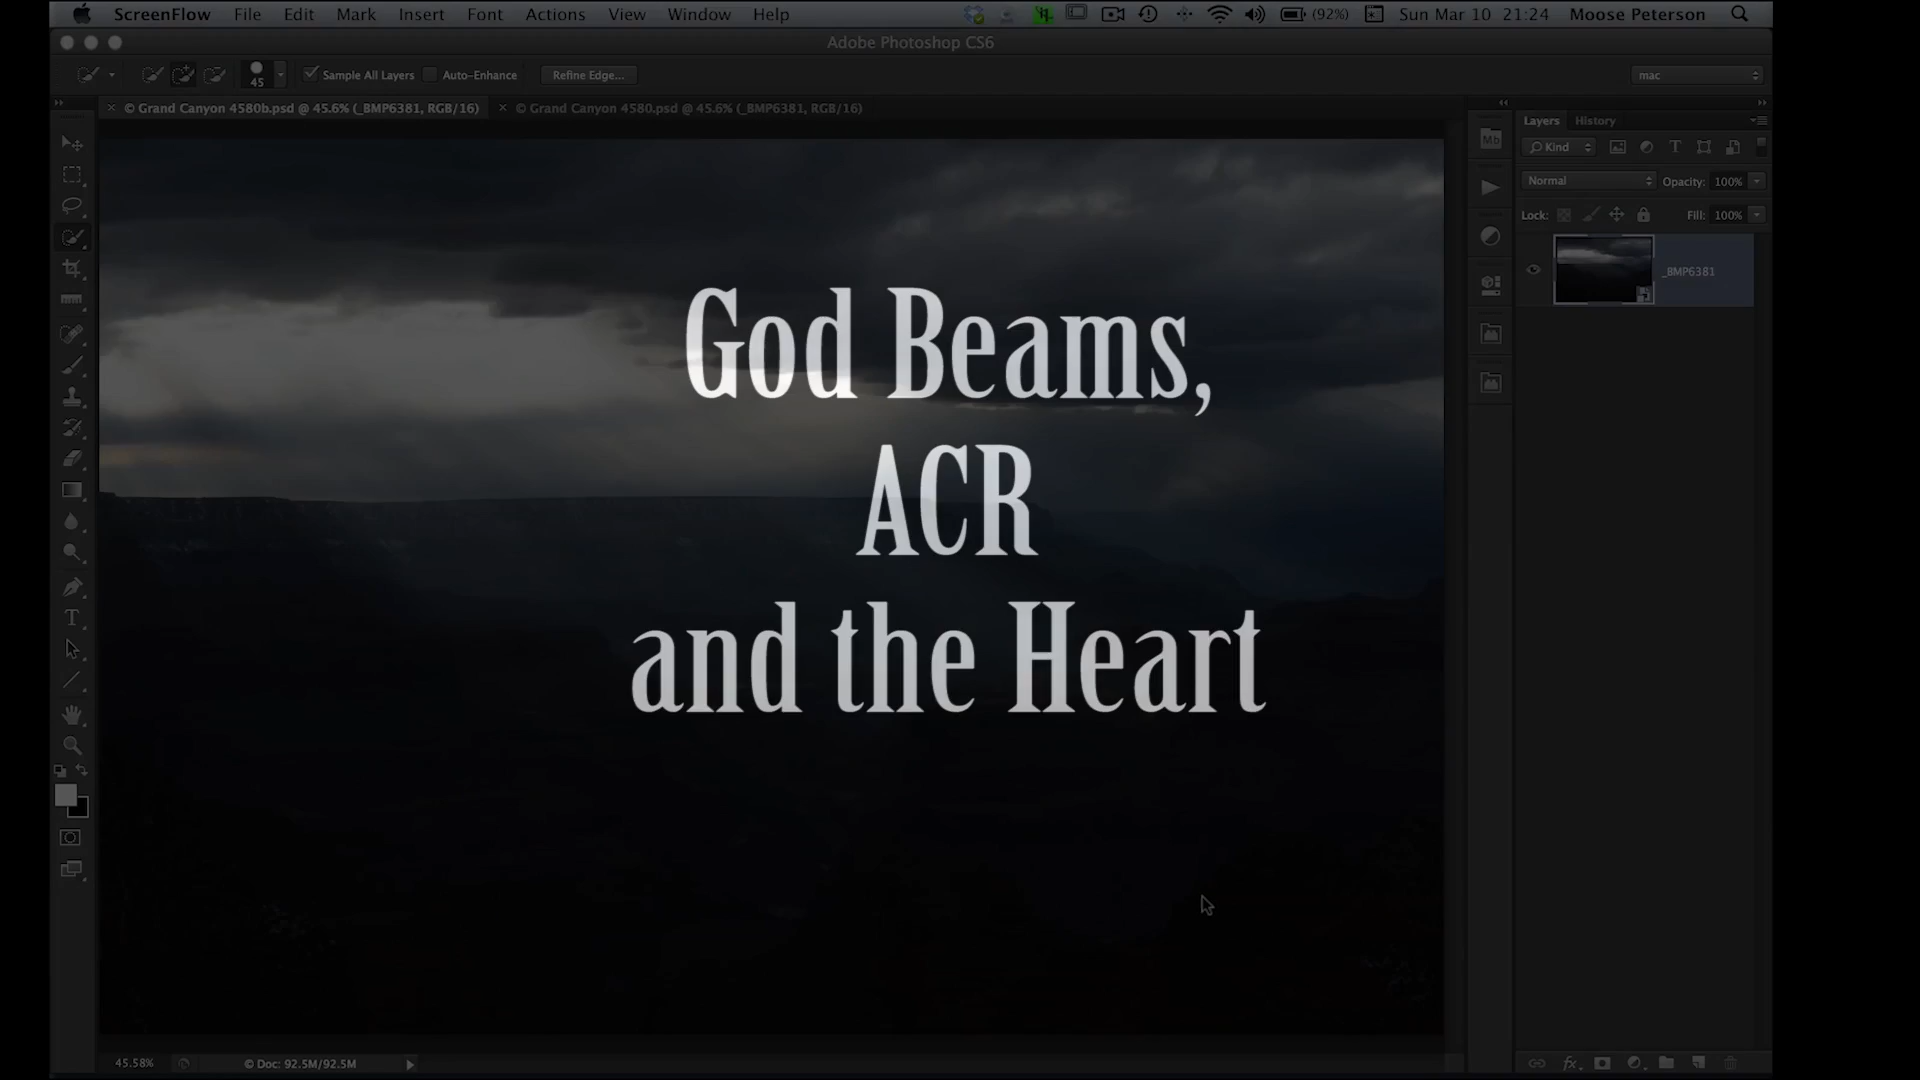 ScreenFlow File Edit Mark Insert Font Actions View Window Help (92%) Sun Mar 10 21:24 Moose Peterson
Adobe Photoshop CS6
45 Sample All Layers Auto-Enhance Refine Edge... mac
© Grand Canyon 4580b.psd @ 45.6% (_BMP6381, RGB/16) © Grand Canyon 4580.psd @ 45.6% (_BMP6381, RGB/16)
Layers History
Kind
Normal Opacity: 100%
Lock: Fill: 100%
_BMP6381
Mb
God Beams,
ACR
and the Heart
45.58% © Doc: 92.5M/92.5M